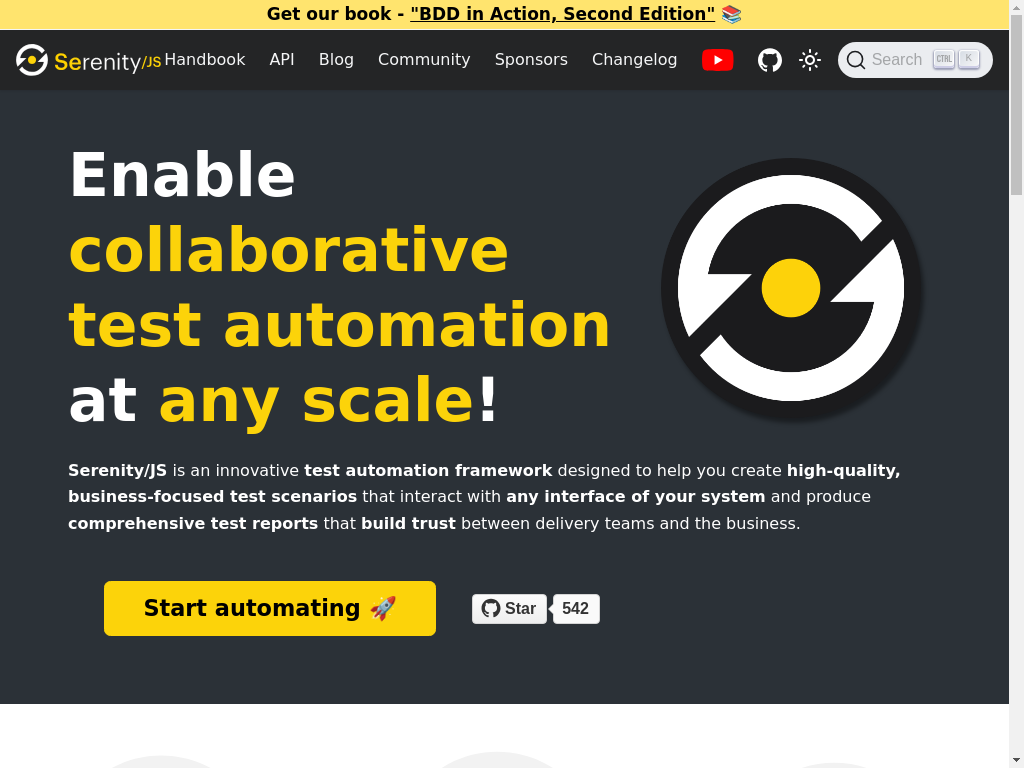 Get our book - "BDD in Action, Second Edition" 📚
Serenity/JS Handbook API Blog Community Sponsors Changelog Search CTRL K
Enable
collaborative
test automation
at any scale!
Serenity/JS is an innovative test automation framework designed to help you create high-quality,
business-focused test scenarios that interact with any interface of your system and produce
comprehensive test reports that build trust between delivery teams and the business.
Start automating 🚀 Star 542